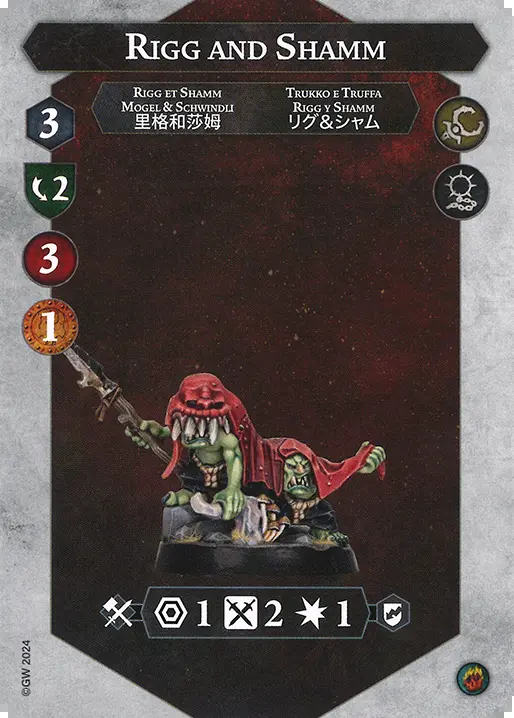 RIGG AND SHAMM
RIGG ET SHAMM
MOGEL & SCHWINDLI
里格和莎姆
TRUKKO E TRUFFA
RIGG Y SHAMM
リグ&シャム
3
2
3
1
1 2 1
©GW 2024